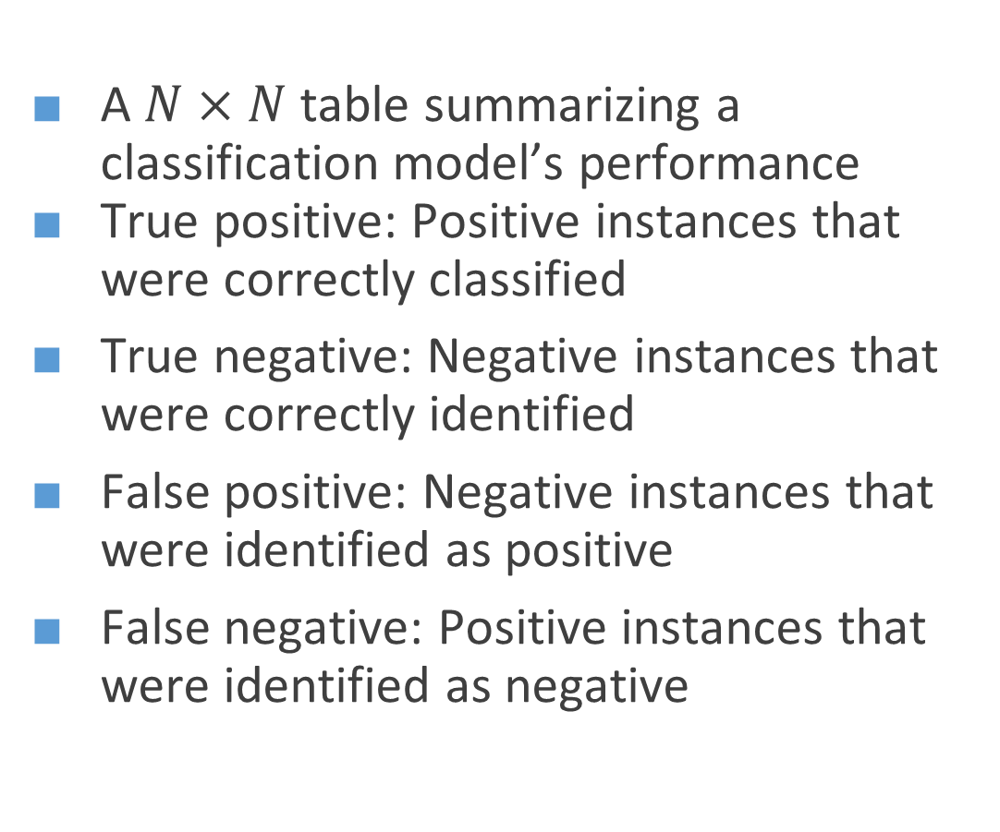 ■ A N × N table summarizing a
classification model’s performance
■ True positive: Positive instances that
were correctly classified
■ True negative: Negative instances that
were correctly identified
■ False positive: Negative instances that
were identified as positive
■ False negative: Positive instances that
were identified as negative